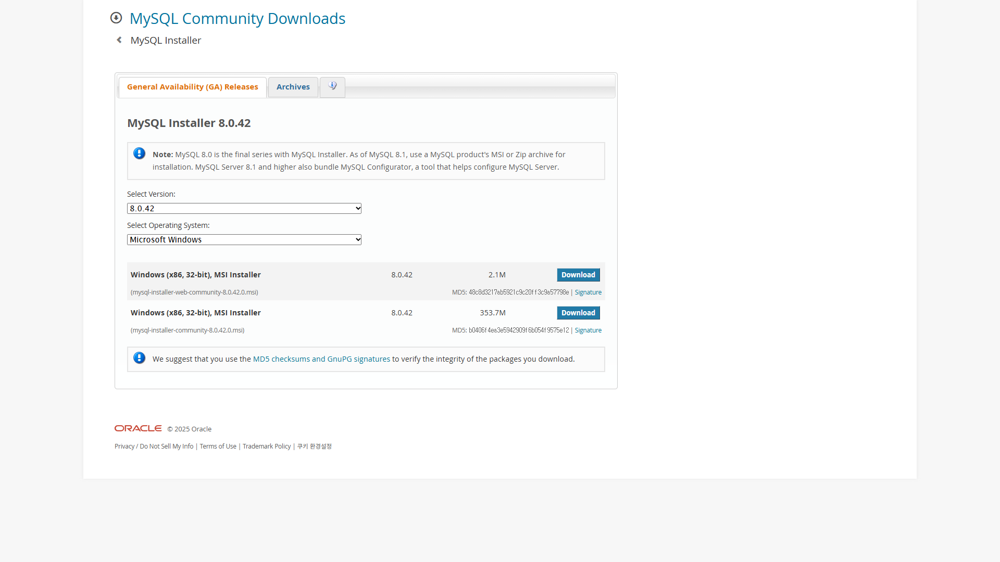 MySQL Community Downloads
MySQL Installer
General Availability (GA) Releases
Archives
MySQL Installer 8.0.42
Note: MySQL 8.0 is the final series with MySQL Installer. As of MySQL 8.1, use a MySQL product's MSI or Zip archive for
installation. MySQL Server 8.1 and higher also bundle MySQL Configurator, a tool that helps configure MySQL Server.
Select Version:
8.0.42
Select Operating System:
Microsoft Windows
Windows (x86, 32-bit), MSI Installer 8.0.42 2.1M Download
(mysql-installer-web-community-8.0.42.0.msi) MD5: 48c8d3217ab5921c9c20ff3c9a57798e | Signature
Windows (x86, 32-bit), MSI Installer 8.0.42 353.7M Download
(mysql-installer-community-8.0.42.0.msi) MD5: b0406f4ea3e5942909f6b054f9575e12 | Signature
We suggest that you use the MD5 checksums and GnuPG signatures to verify the integrity of the packages you download.
ORACLE © 2025 Oracle
Privacy / Do Not Sell My Info | Terms of Use | Trademark Policy | 쿠키 환경설정